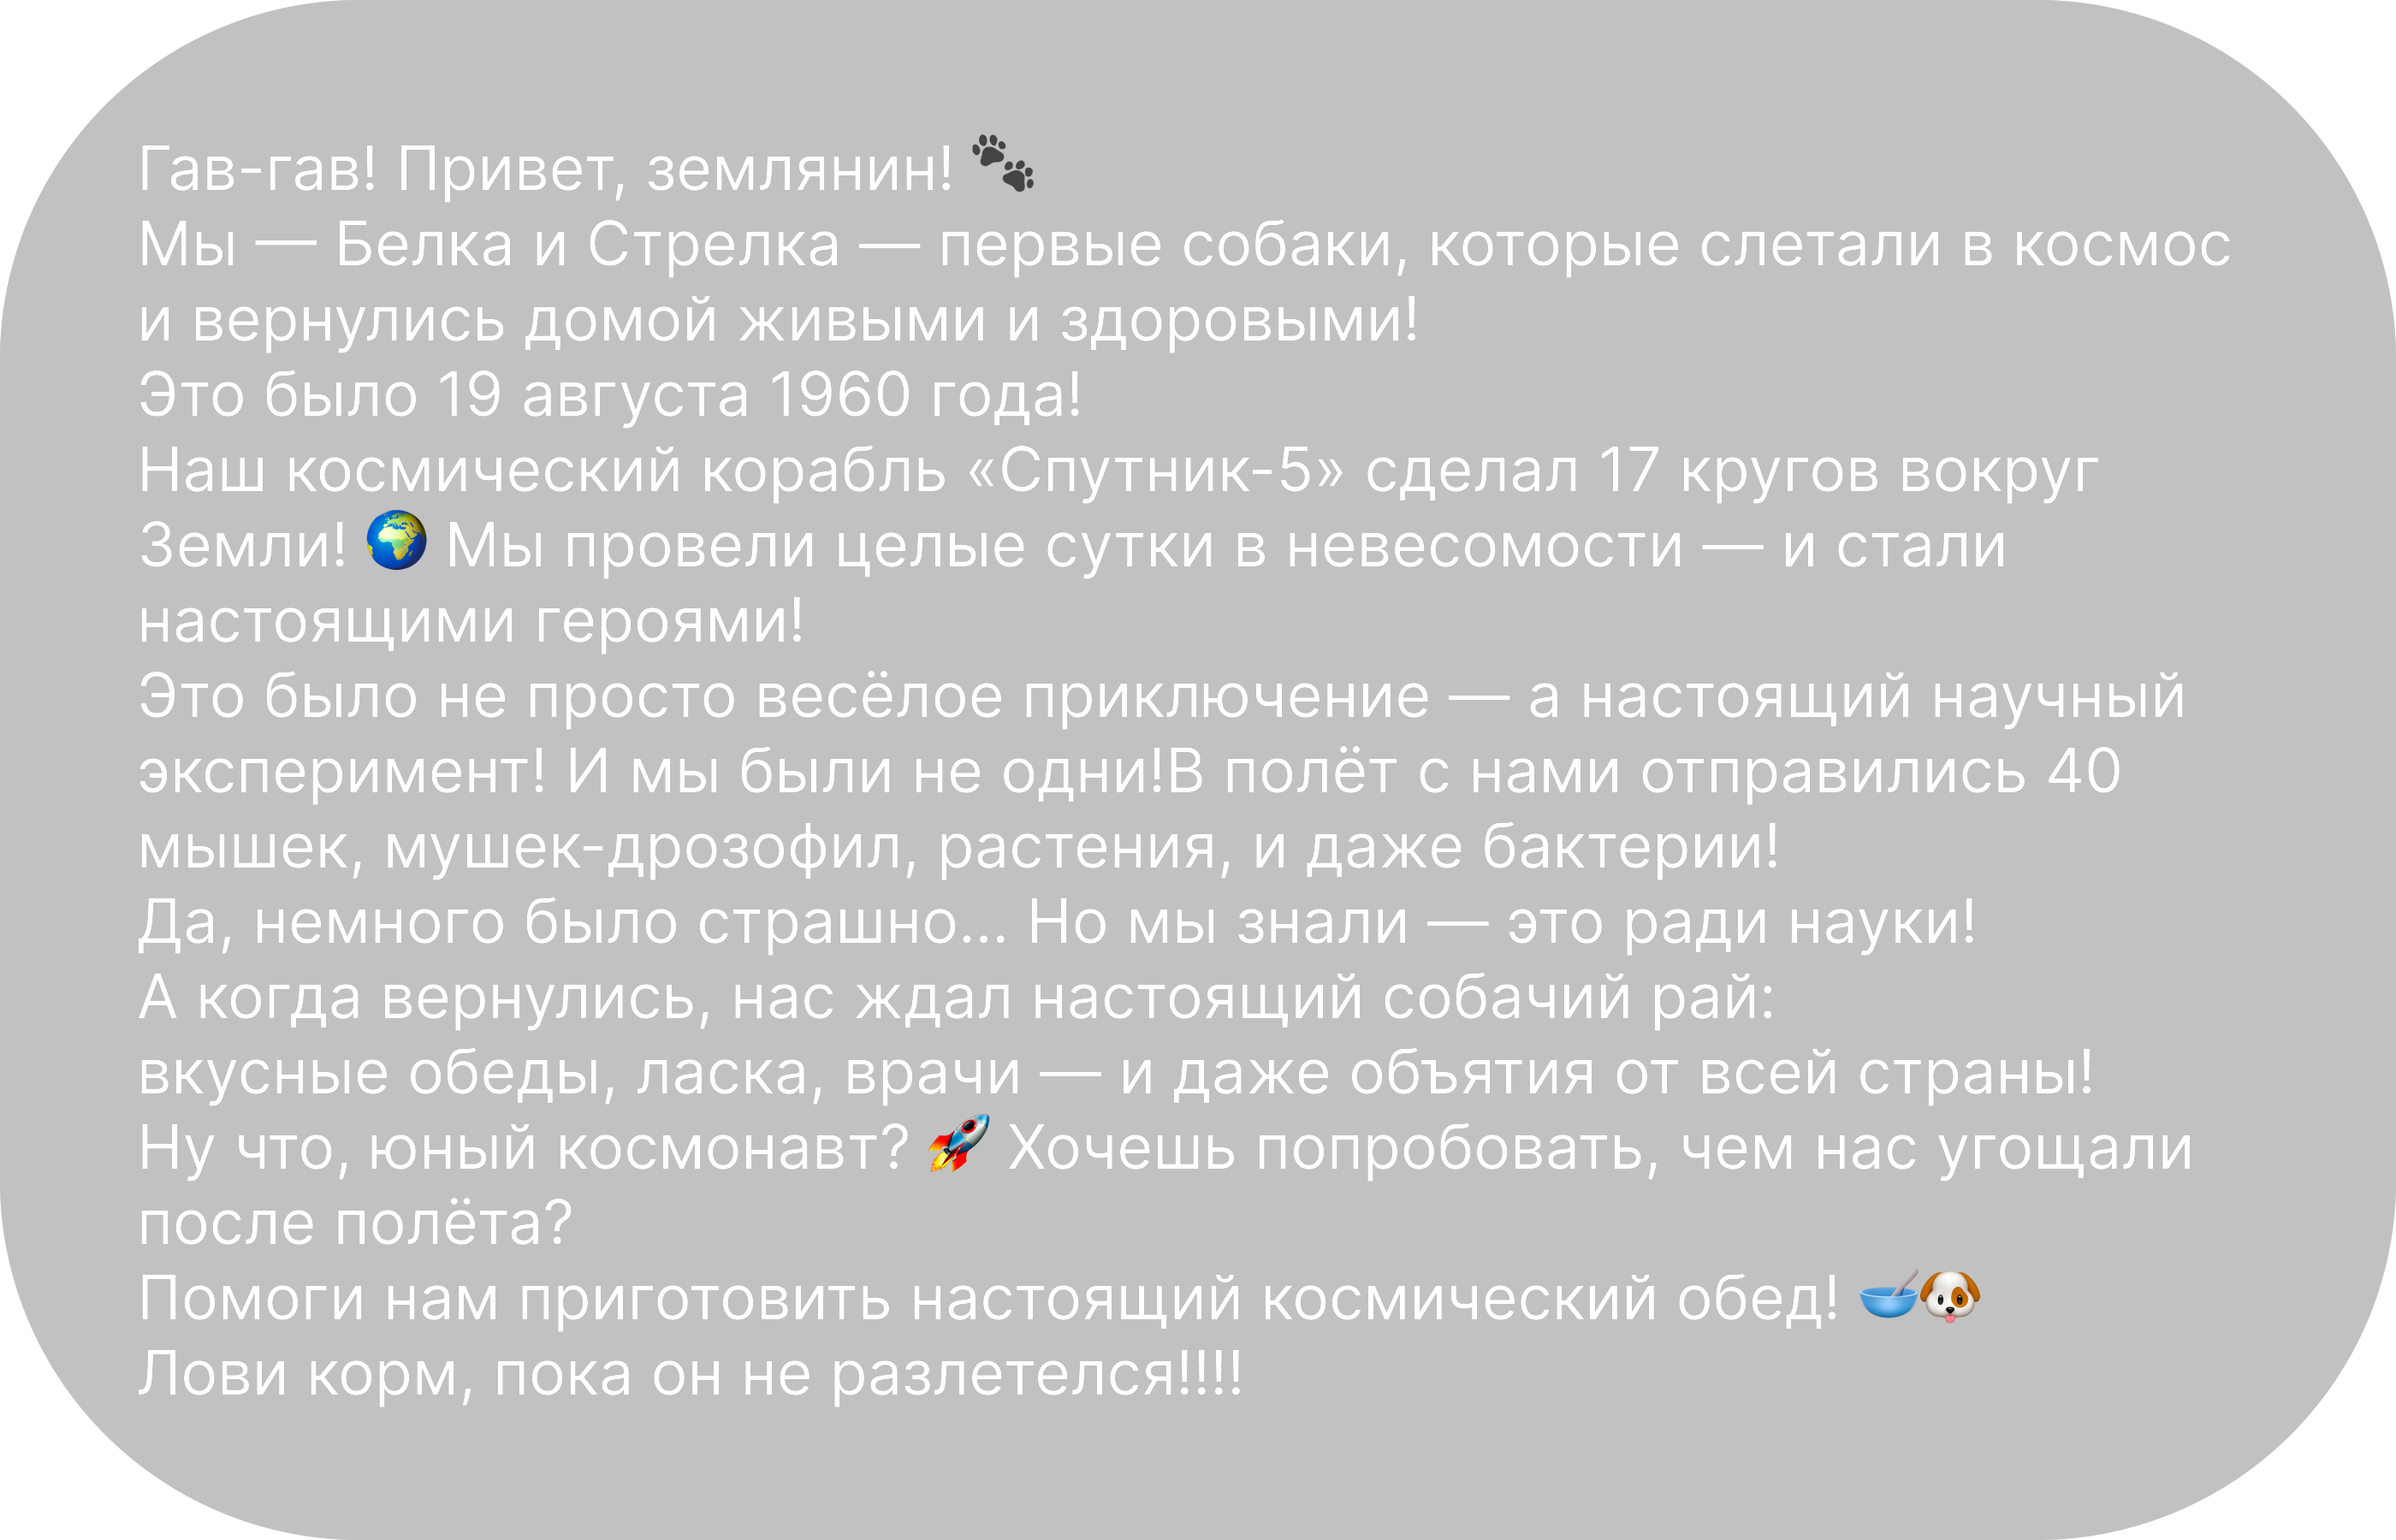 Гав-гав! Привет, землянин! 🐾
Мы — Белка и Стрелка — первые собаки, которые слетали в космос
и вернулись домой живыми и здоровыми!
Это было 19 августа 1960 года!
Наш космический корабль «Спутник-5» сделал 17 кругов вокруг
Земли! 🌍 Мы провели целые сутки в невесомости — и стали
настоящими героями!
Это было не просто весёлое приключение — а настоящий научный
эксперимент! И мы были не одни!В полёт с нами отправились 40
мышек, мушек-дрозофил, растения, и даже бактерии!
Да, немного было страшно... Но мы знали — это ради науки!
А когда вернулись, нас ждал настоящий собачий рай:
вкусные обеды, ласка, врачи — и даже объятия от всей страны!
Ну что, юный космонавт? 🚀 Хочешь попробовать, чем нас угощали
после полёта?
Помоги нам приготовить настоящий космический обед! 🥣🐶
Лови корм, пока он не разлетелся!!!!